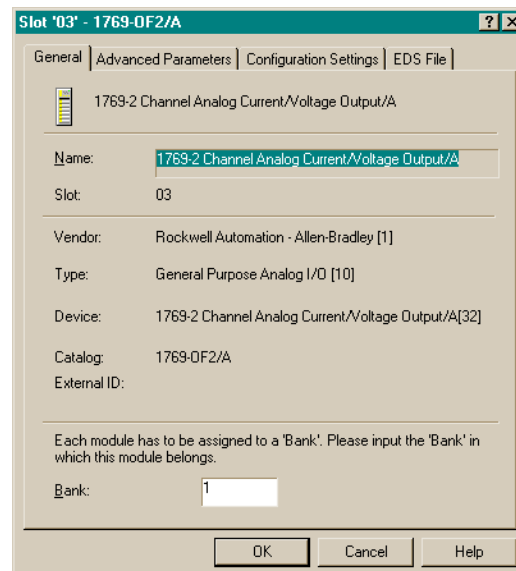 Slot '03' - 1769-OF2/A
General Advanced Parameters Configuration Settings EDS File
1769-2 Channel Analog Current/Voltage Output/A
Name: 1769-2 Channel Analog Current/Voltage Output/A
Slot: 03
Vendor: Rockwell Automation - Allen-Bradley [1]
Type: General Purpose Analog I/O [10]
Device: 1769-2 Channel Analog Current/Voltage Output/A[32]
Catalog: 1769-OF2/A
External ID:
Each module has to be assigned to a 'Bank'. Please input the 'Bank' in
which this module belongs.
Bank: 1
OK Cancel Help